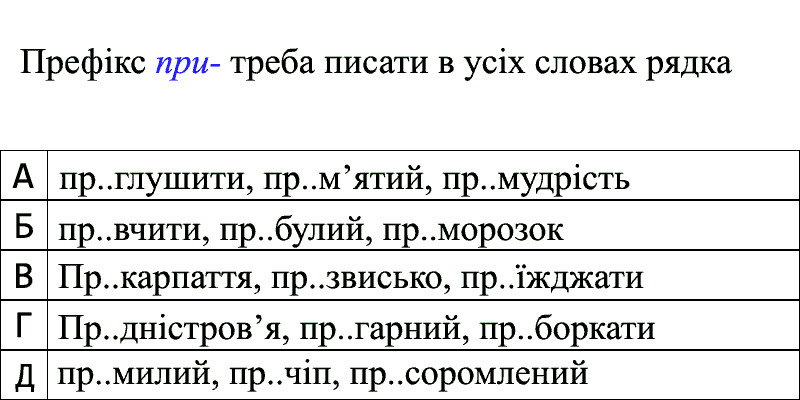 Префікс при- треба писати в усіх словах рядка
А пр..глушити, пр..м’ятий, пр..мудрість
Б пр..вчити, пр..булий, пр..морозок
В Пр..карпаття, пр..звисько, пр..їжджати
Г Пр..дністров’я, пр..гарний, пр..боркати
Д пр..милий, пр..чіп, пр..соромлений